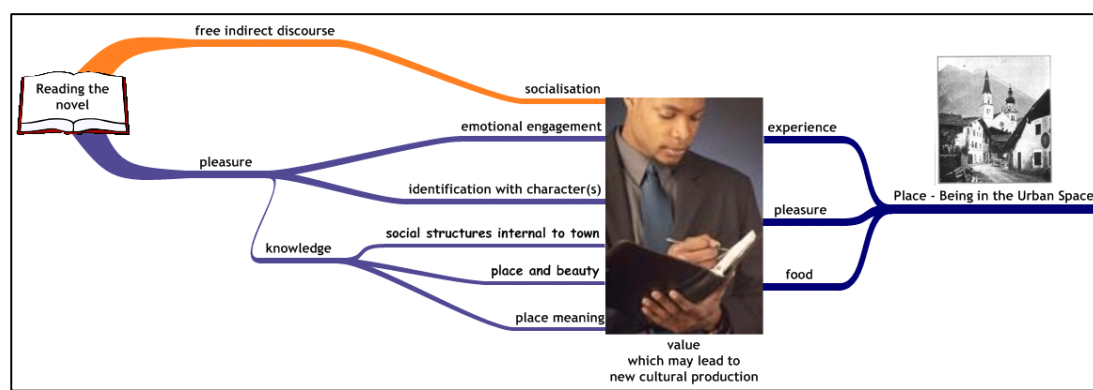 free indirect discourse
Reading the
novel
socialisation
emotional engagement
experience
pleasure
identification with character(s)
Place - Being in the Urban Space
pleasure
social structures internal to town
knowledge
place and beauty
food
place meaning
value
which may lead to
new cultural production